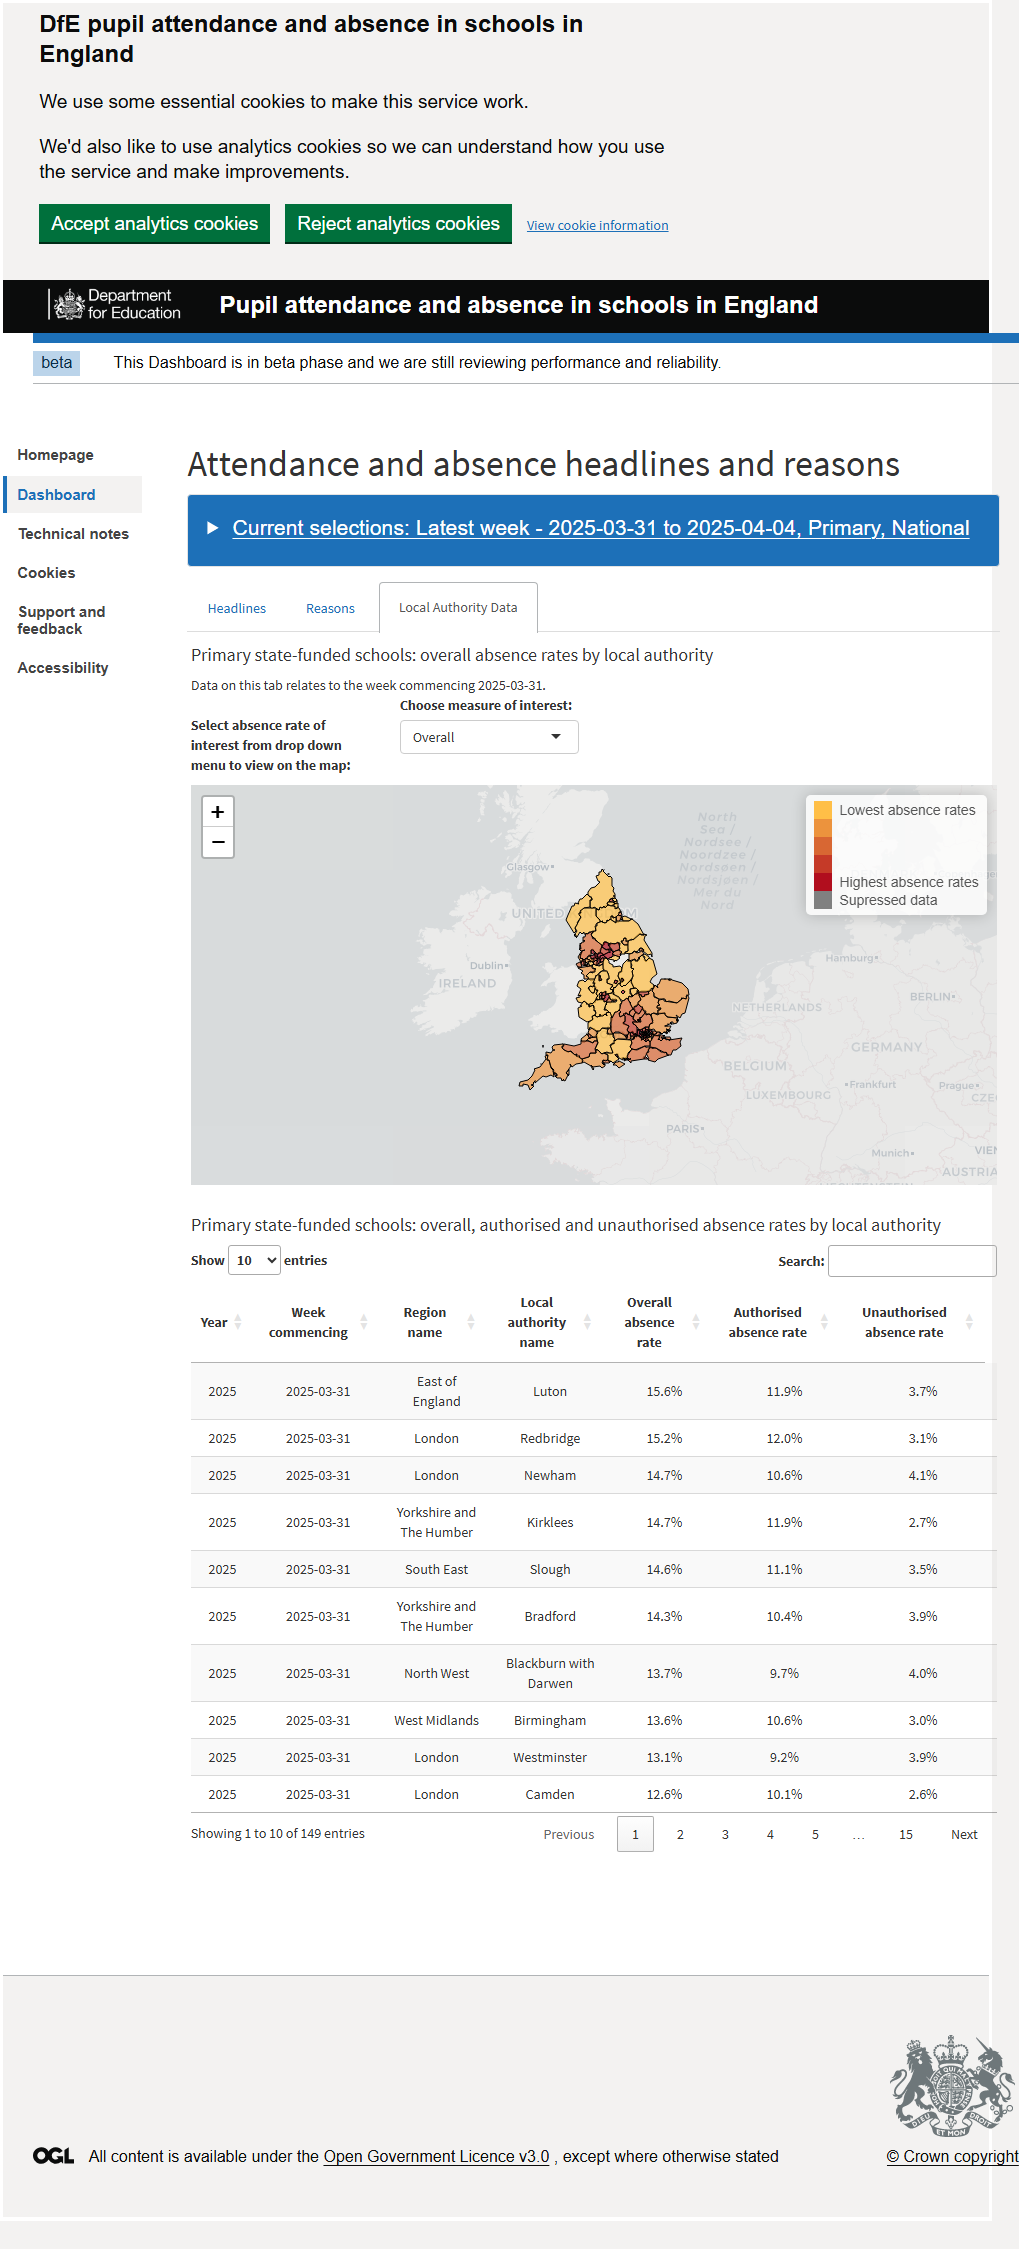 DfE pupil attendance and absence in schools in
England
We use some essential cookies to make this service work.
We'd also like to use analytics cookies so we can understand how you use
the service and make improvements.
Accept analytics cookies Reject analytics cookies View cookie information
Department
for Education
Pupil attendance and absence in schools in England
beta This Dashboard is in beta phase and we are still reviewing performance and reliability.
Homepage
Dashboard
Technical notes
Cookies
Support and
feedback
Accessibility
Attendance and absence headlines and reasons
Current selections: Latest week - 2025-03-31 to 2025-04-04, Primary, National
Headlines Reasons Local Authority Data
Primary state-funded schools: overall absence rates by local authority
Data on this tab relates to the week commencing 2025-03-31.
Choose measure of interest:
Select absence rate of
interest from drop down
menu to view on the map:
Overall
+
−
Lowest absence rates
Highest absence rates
Supressed data
North
Sea /
Nordsee /
Noordzee /
Nordsøen /
Nordsjøen /
Mer du
Nord
Glasgow
UNITED
Dublin
IRELAND
Hamburg
NETHERLANDS
BERLIN
GERMANY
BELGIUM
Frankfurt
Prague
LUXEMBOURG
CZE
PARIS
Munich
VIEN
AUSTRIA
Primary state-funded schools: overall, authorised and unauthorised absence rates by local authority
Show 10 entries Search:
Year Week commencing Region name Local authority name Overall absence rate Authorised absence rate Unauthorised absence rate
2025 2025-03-31 East of England Luton 15.6% 11.9% 3.7%
2025 2025-03-31 London Redbridge 15.2% 12.0% 3.1%
2025 2025-03-31 London Newham 14.7% 10.6% 4.1%
2025 2025-03-31 Yorkshire and The Humber Kirklees 14.7% 11.9% 2.7%
2025 2025-03-31 South East Slough 14.6% 11.1% 3.5%
2025 2025-03-31 Yorkshire and The Humber Bradford 14.3% 10.4% 3.9%
2025 2025-03-31 North West Blackburn with Darwen 13.7% 9.7% 4.0%
2025 2025-03-31 West Midlands Birmingham 13.6% 10.6% 3.0%
2025 2025-03-31 London Westminster 13.1% 9.2% 3.9%
2025 2025-03-31 London Camden 12.6% 10.1% 2.6%
Showing 1 to 10 of 149 entries Previous 1 2 3 4 5 … 15 Next
OGL All content is available under the Open Government Licence v3.0 , except where otherwise stated
© Crown copyright